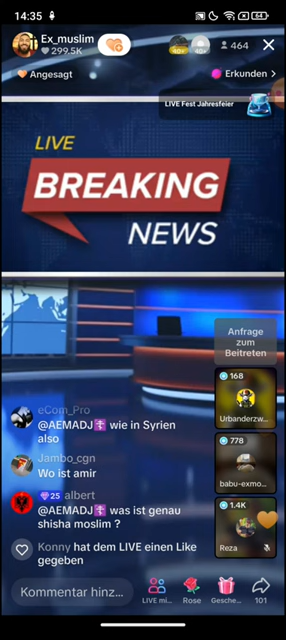 14:35
64
Ex_muslim
299.5K
40+
40+
464
Angesagt
Erkunden >
LIVE Fest Jahresfeier
LIVE
BREAKING
NEWS
Anfrage
zum
Beitreten
168
Urbanderzw...
778
babu-exmo...
1.4K
Reza
eCom_Pro
@AEMADJ☦️ wie in Syrien
also
Jambo_cgn
Wo ist amir
25 albert
@AEMADJ☦️ was ist genau
shisha moslim ?
Konny hat dem LIVE einen Like
gegeben
Kommentar hinz...
LIVE mi...
Rose
Gesche...
101